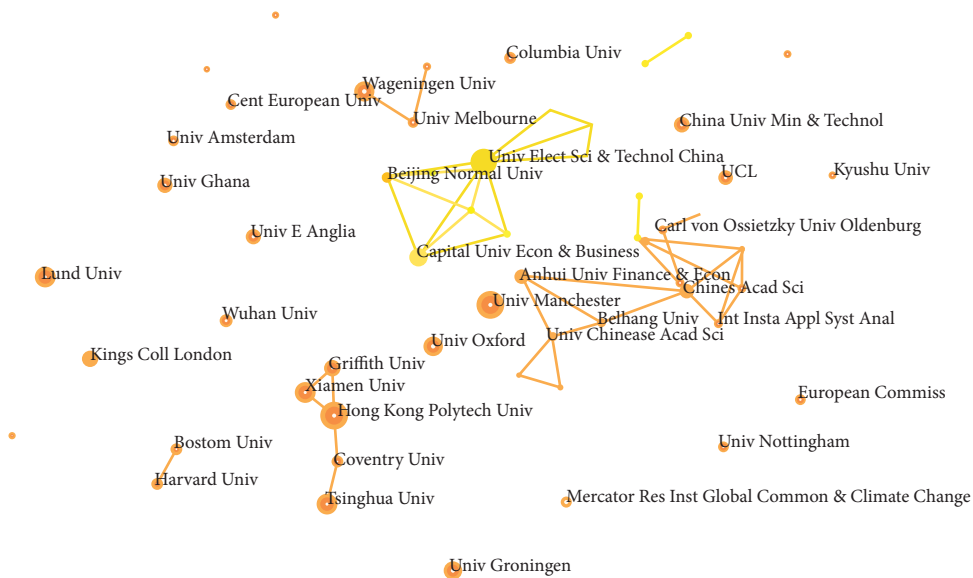 Columbia Univ
Wageningen Univ
Cent European Univ
Univ Melbourne
China Univ Min & Technol
Univ Amsterdam
Univ Elect Sci & Technol China
Beijing Normal Univ
UCL
Kyushu Univ
Univ Ghana
Carl von Ossietzky Univ Oldenburg
Univ E Anglia
Capital Univ Econ & Business
Lund Univ
Anhui Univ Finance & Econ
Chines Acad Sci
Univ Manchester
Wuhan Univ
Belhang Univ
Int Insta Appl Syst Anal
Univ Chinease Acad Sci
Univ Oxford
Kings Coll London
Griffith Univ
Xiamen Univ
European Commiss
Hong Kong Polytech Univ
Bostom Univ
Univ Nottingham
Coventry Univ
Harvard Univ
Tsinghua Univ
Mercator Res Inst Global Common & Climate Change
Univ Groningen